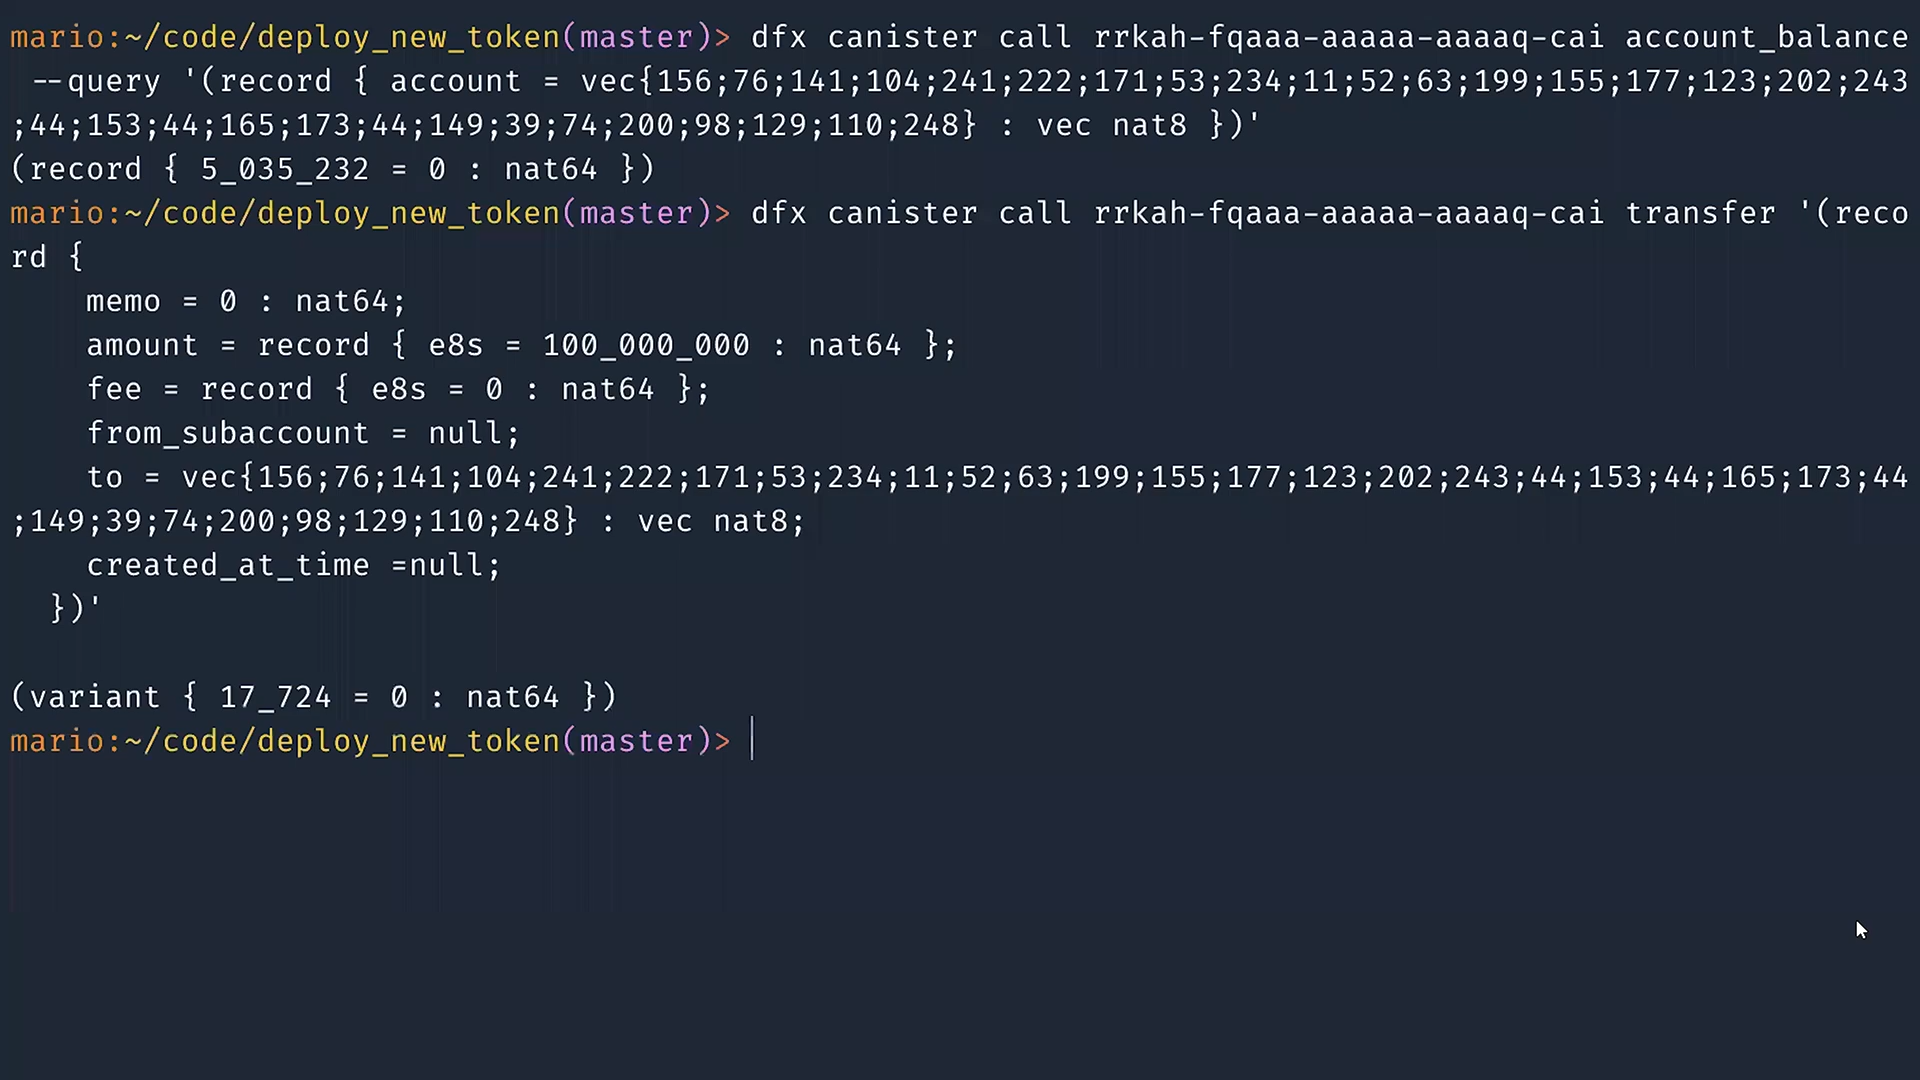 mario:~/code/deploy_new_token(master)> dfx canister call rrkah-fqaaa-aaaaa-aaaaq-cai account_balance
 --query '(record { account = vec{156;76;141;104;241;222;171;53;234;11;52;63;199;155;177;123;202;243
;44;153;44;165;173;44;149;39;74;200;98;129;110;248} : vec nat8 })'
(record { 5_035_232 = 0 : nat64 })
mario:~/code/deploy_new_token(master)> dfx canister call rrkah-fqaaa-aaaaa-aaaaq-cai transfer '(reco
rd {
    memo = 0 : nat64;
    amount = record { e8s = 100_000_000 : nat64 };
    fee = record { e8s = 0 : nat64 };
    from_subaccount = null;
    to = vec{156;76;141;104;241;222;171;53;234;11;52;63;199;155;177;123;202;243;44;153;44;165;173;44
;149;39;74;200;98;129;110;248} : vec nat8;
    created_at_time =null;
  })'
(variant { 17_724 = 0 : nat64 })
mario:~/code/deploy_new_token(master)>